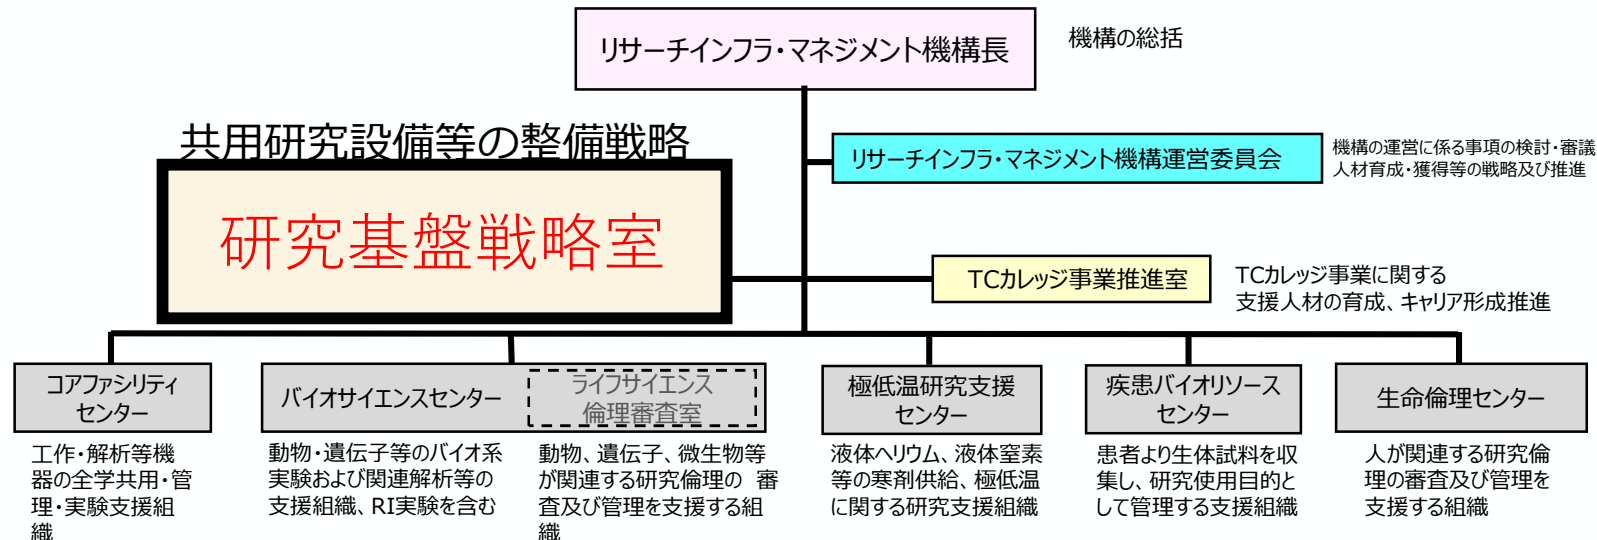 リサーチインフラ・マネジメント機構長
機構の総括
共用研究設備等の整備戦略
研究基盤戦略室
リサーチインフラ・マネジメント機構運営委員会
機構の運営に係る事項の検討・審議
人材育成・獲得等の戦略及び推進
TCカレッジ事業推進室
TCカレッジ事業に関する
支援人材の育成、キャリア形成推進
コアファシリティ
センター
工作・解析等機
器の全学共用・管
理・実験支援組
織
バイオサイエンスセンター
動物・遺伝子等のバイオ系
実験および関連解析等の
支援組織、RI実験を含む
ライフサイエンス
倫理審査室
動物、遺伝子、微生物等
が関連する研究倫理の 審
査及び管理を支援する組
織
極低温研究支援
センター
液体ヘリウム、液体窒素
等の寒剤供給、極低温
に関する研究支援組織
疾患バイオリソース
センター
患者より生体試料を収
集し、研究使用目的と
して管理する支援組織
生命倫理センター
人が関連する研究倫
理の審査及び管理を
支援する組織